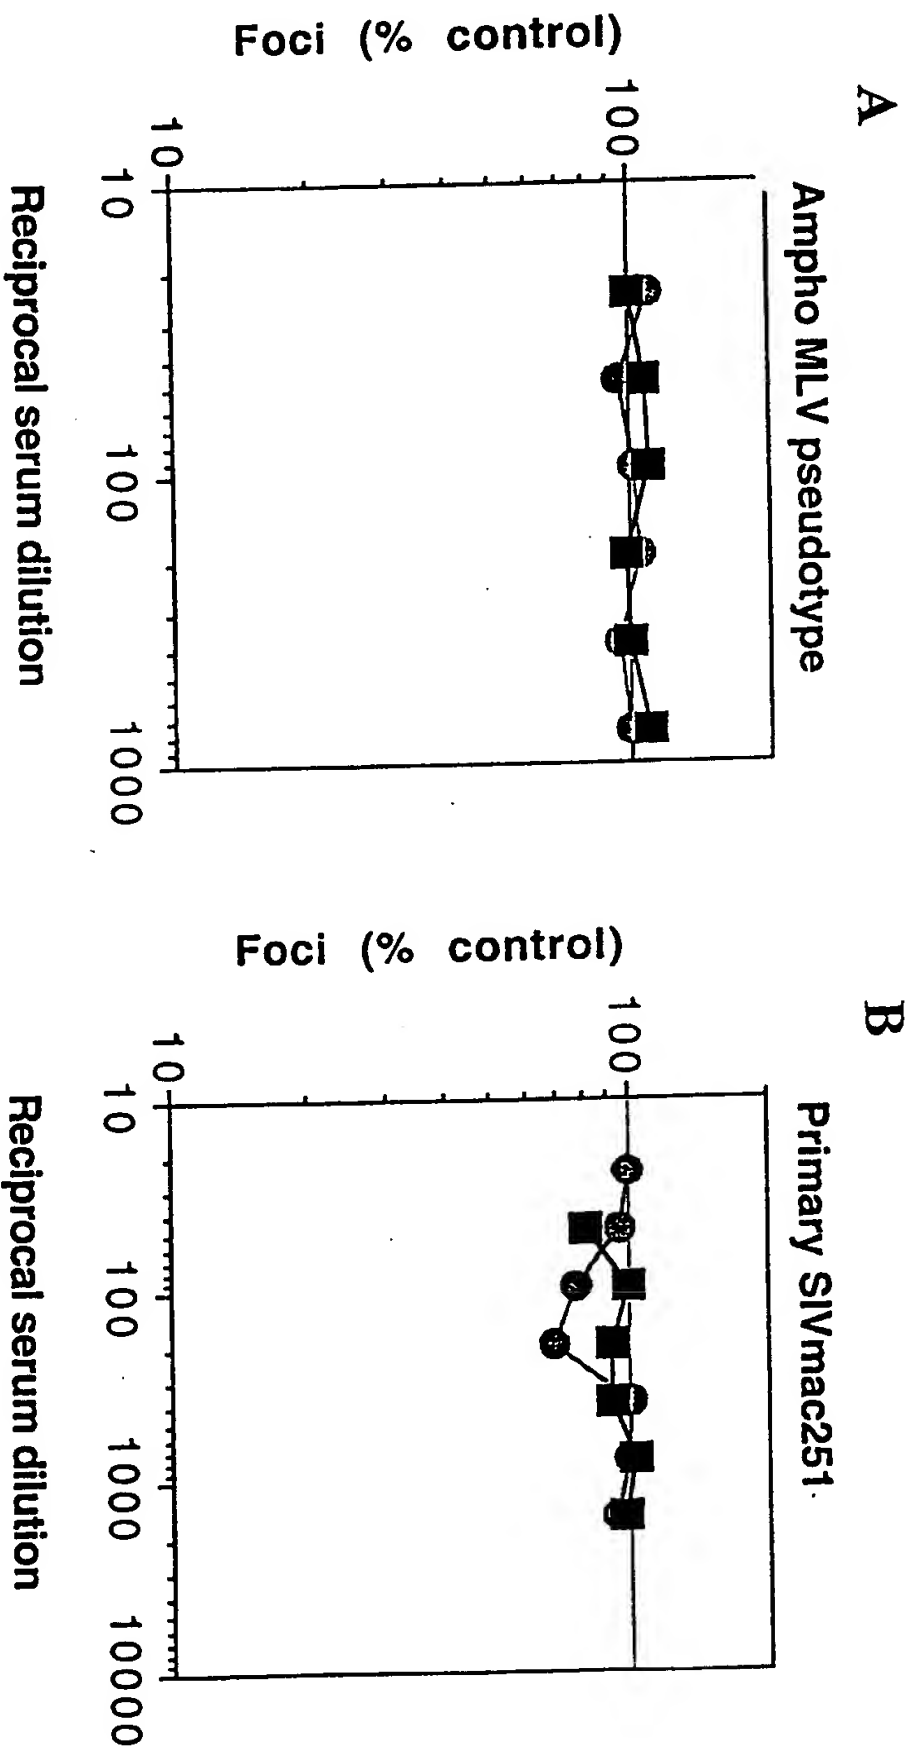 A
Ampho MLV pseudotype
Foci (% control)
100
10
10
100
1000
Reciprocal serum dilution
B
Primary SIVmac251
Foci (% control)
100
10
10
100
1000
10000
Reciprocal serum dilution